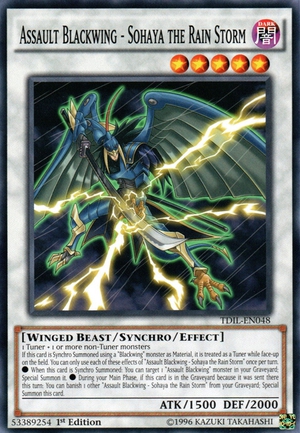 ASSAULT BLACKWING - SOHAYA THE RAIN STORM
DARK
闇
TDIL-EN048
[WINGED BEAST/SYNCHRO/EFFECT]
1 Tuner + 1 or more non-Tuner monsters
If this card is Synchro Summoned using a "Blackwing" monster as Material, it is treated as a Tuner while face-up
on the field. You can only use each of these effects of "Assault Blackwing - Sohaya the Rain Storm" once per turn.
● When this card is Synchro Summoned: You can target 1 "Assault Blackwing" monster in your Graveyard;
Special Summon it. ● During your Main Phase, if this card is in the Graveyard because it was sent there
this turn: You can banish 1 other "Assault Blackwing - Sohaya the Rain Storm" from your Graveyard; Special
Summon this card.
ATK/1500 DEF/2000
53389254 1st Edition ©1996 KAZUKI TAKAHASHI